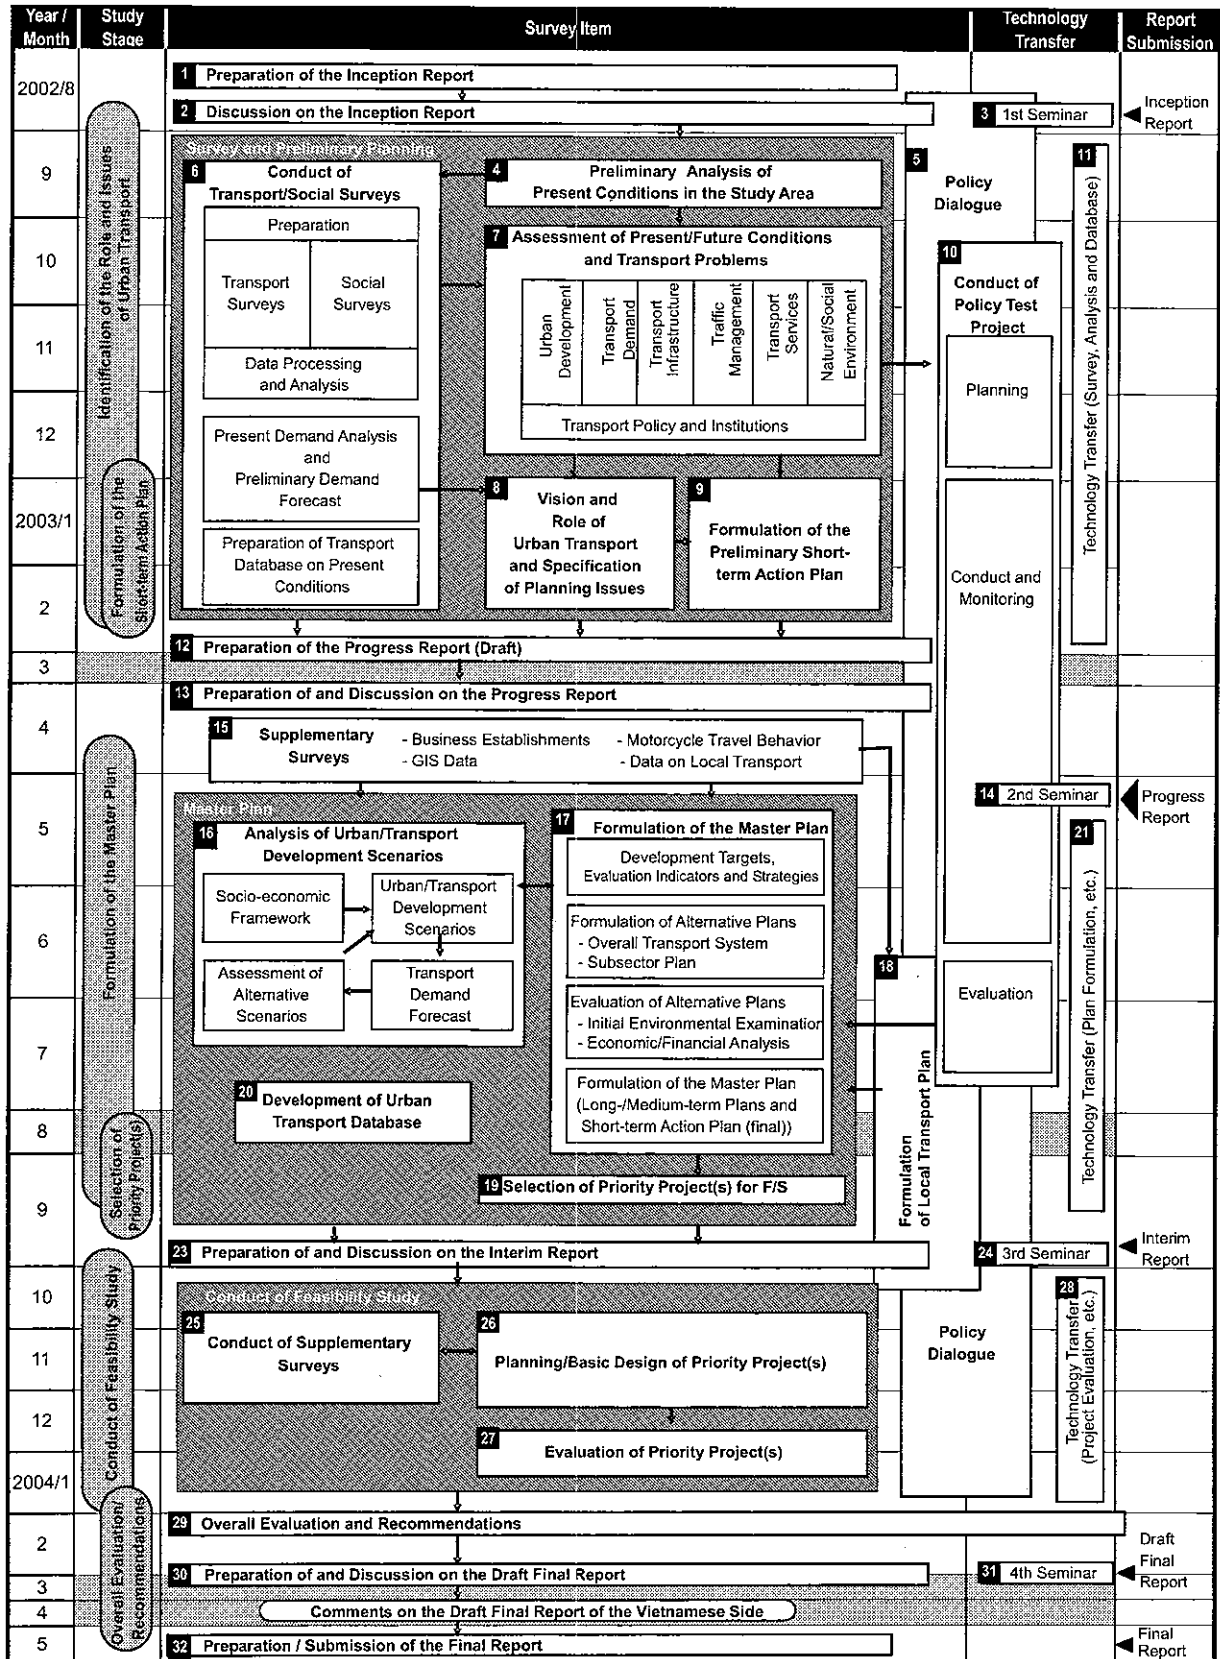 Year /
Month
Study
Stage
Survey Item
Technology
Transfer
Report
Submission
2002/8
9
10
11
12
2003/1
2
3
4
5
6
7
8
9
10
11
12
2004/1
2
3
4
5
Identification of the Role and Issues
of Urban Transport
Formulation of the
Short-term Action Plan
Formulation of the Master Plan
Selection of
Priority Project(s)
Conduct of Feasibility Study
Overall Evaluation/
Recommendations
1 Preparation of the Inception Report
2 Discussion on the Inception Report
3 1st Seminar
Inception
Report
Survey and Preliminary Planning
6 Conduct of
Transport/Social Surveys
Preparation
Transport
Surveys
Social
Surveys
Data Processing
and Analysis
Present Demand Analysis
and
Preliminary Demand
Forecast
Preparation of Transport
Database on Present
Conditions
4 Preliminary Analysis of
Present Conditions in the Study Area
7 Assessment of Present/Future Conditions
and Transport Problems
Urban
Development
Transport
Demand
Transport
Infrastructure
Traffic
Management
Transport
Services
Natural/Social
Environment
Transport Policy and Institutions
8 Vision and
Role of
Urban Transport
and Specification
of Planning Issues
9 Formulation of the
Preliminary Short-
term Action Plan
5 Policy
Dialogue
10 Conduct of
Policy Test
Project
Planning
Conduct and
Monitoring
Evaluation
11 Technology Transfer (Survey, Analysis and Database)
12 Preparation of the Progress Report (Draft)
13 Preparation of and Discussion on the Progress Report
15 Supplementary
Surveys
- Business Establishments
- GIS Data
- Motorcycle Travel Behavior
- Data on Local Transport
14 2nd Seminar
Progress
Report
Master Plan
16 Analysis of Urban/Transport
Development Scenarios
Socio-economic
Framework
Urban/Transport
Development
Scenarios
Assessment of
Alternative
Scenarios
Transport
Demand
Forecast
17 Formulation of the Master Plan
Development Targets,
Evaluation Indicators and Strategies
Formulation of Alternative Plans
- Overall Transport System
- Subsector Plan
Evaluation of Alternative Plans
- Initial Environmental Examination
- Economic/Financial Analysis
Formulation of the Master Plan
(Long-/Medium-term Plans and
Short-term Action Plan (final))
18 Formulation
of Local Transport Plan
20 Development of Urban
Transport Database
19 Selection of Priority Project(s) for F/S
21 Technology Transfer (Plan Formulation, etc.)
23 Preparation of and Discussion on the Interim Report
24 3rd Seminar
Interim
Report
Conduct of Feasibility Study
25 Conduct of Supplementary
Surveys
26 Planning/Basic Design of Priority Project(s)
27 Evaluation of Priority Project(s)
Policy
Dialogue
28 Technology Transfer
(Project Evaluation, etc.)
29 Overall Evaluation and Recommendations
30 Preparation of and Discussion on the Draft Final Report
31 4th Seminar
Draft
Final
Report
Comments on the Draft Final Report of the Vietnamese Side
32 Preparation / Submission of the Final Report
Final
Report